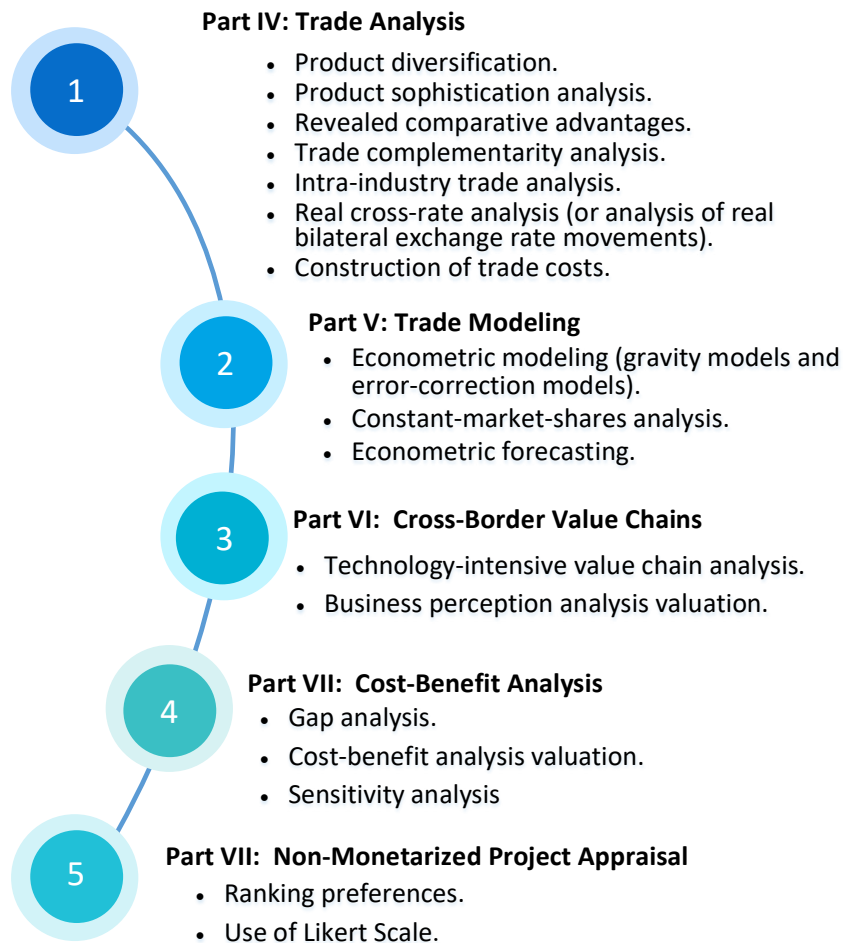 Part IV: Trade Analysis
1
• Product diversification.
• Product sophistication analysis.
• Revealed comparative advantages.
• Trade complementarity analysis.
• Intra-industry trade analysis.
• Real cross-rate analysis (or analysis of real
bilateral exchange rate movements).
• Construction of trade costs.
Part V: Trade Modeling
2
• Econometric modeling (gravity models and
error-correction models).
• Constant-market-shares analysis.
• Econometric forecasting.
Part VI:  Cross-Border Value Chains
3
• Technology-intensive value chain analysis.
• Business perception analysis valuation.
Part VII:  Cost-Benefit Analysis
4
• Gap analysis.
• Cost-benefit analysis valuation.
• Sensitivity analysis
Part VII:  Non-Monetarized Project Appraisal
5
• Ranking preferences.
• Use of Likert Scale.